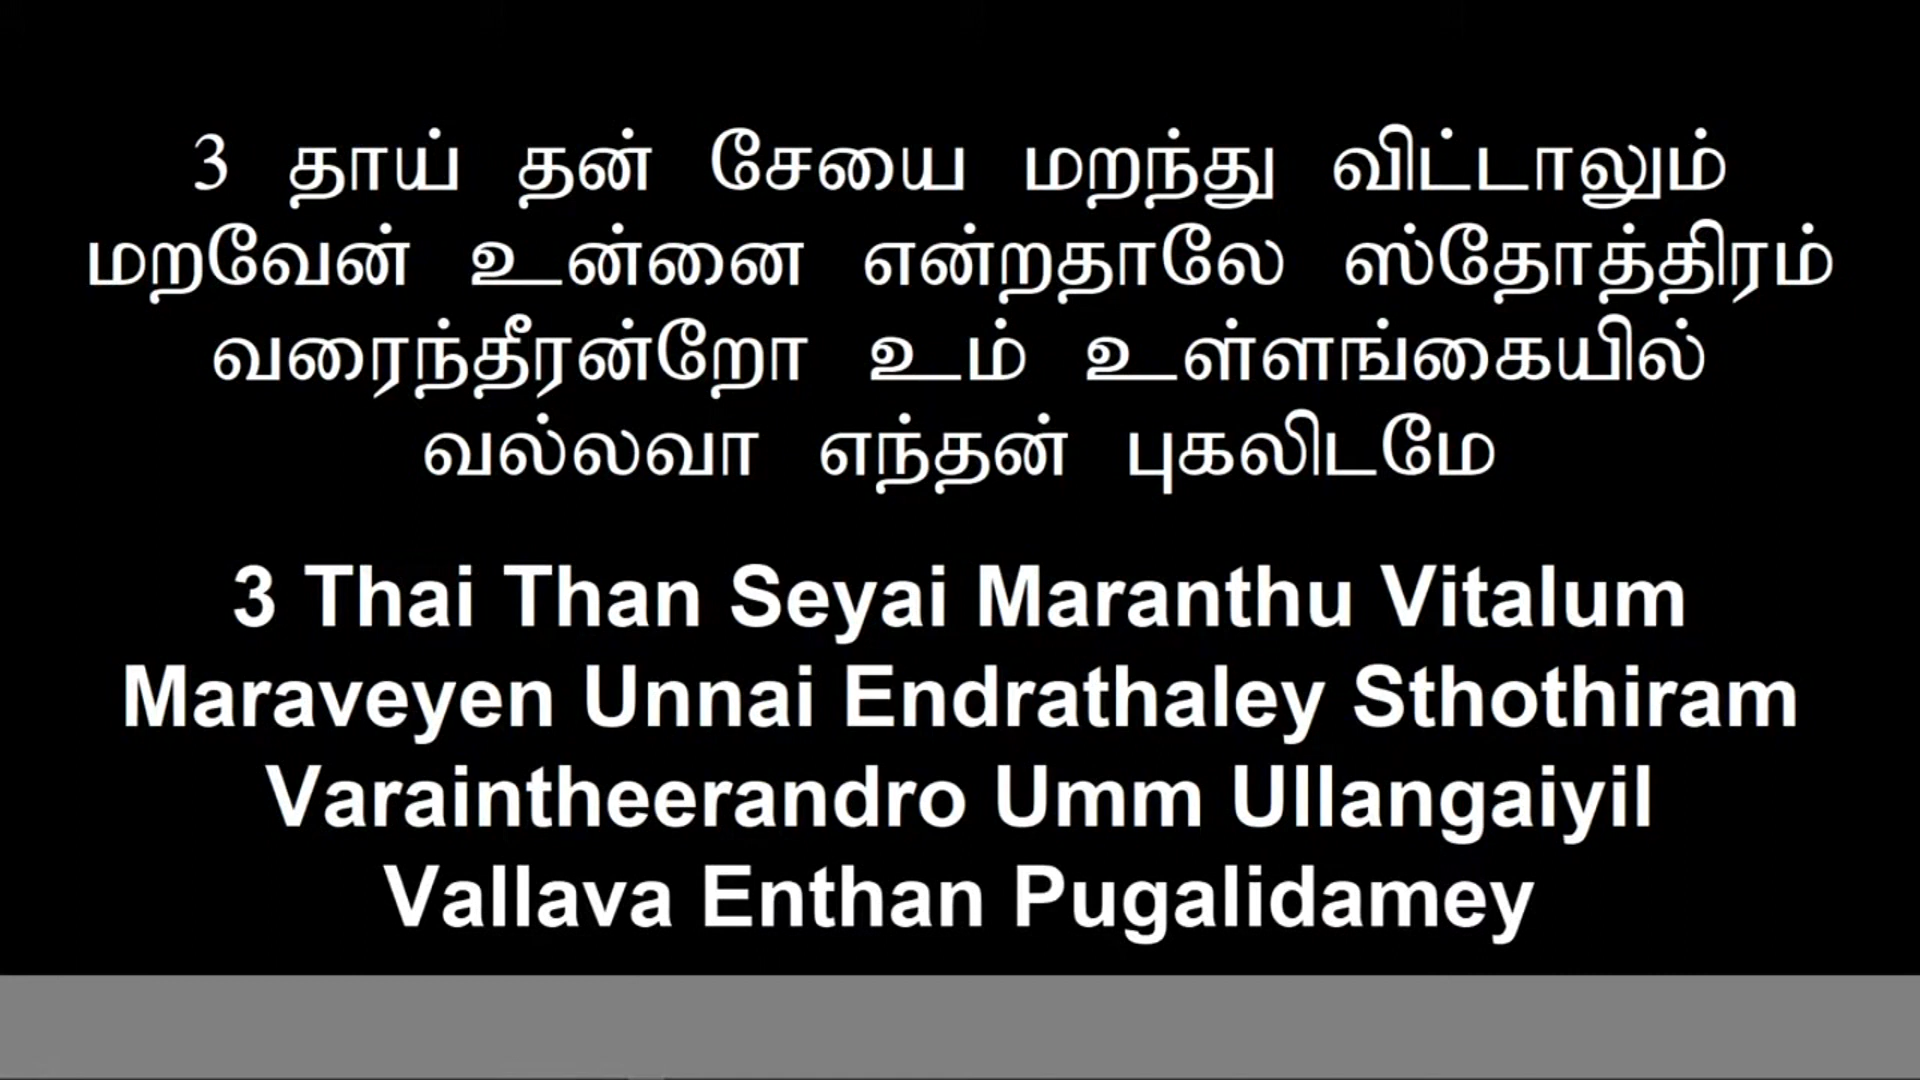 3 தாய் தன் சேயை மறந்து விட்டாலும்
மறவேன் உன்னை என்றதாலே ஸ்தோத்திரம்
வரைந்தீரன்றோ உம் உள்ளங்கையில்
வல்லவா எந்தன் புகலிடமே
3 Thai Than Seyai Maranthu Vitalum
Maraveyen Unnai Endrathaley Sthothiram
Varaintheerandro Umm Ullangaiyil
Vallava Enthan Pugalidamey